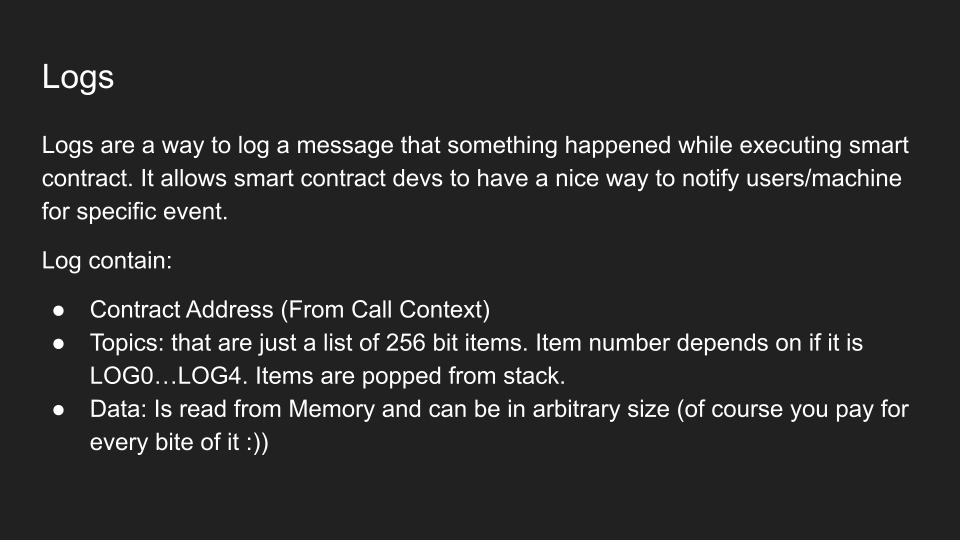 Logs
Logs are a way to log a message that something happened while executing smart
contract. It allows smart contract devs to have a nice way to notify users/machine
for specific event.
Log contain:
● Contract Address (From Call Context)
● Topics: that are just a list of 256 bit items. Item number depends on if it is
LOG0…LOG4. Items are popped from stack.
● Data: Is read from Memory and can be in arbitrary size (of course you pay for
every bite of it :))